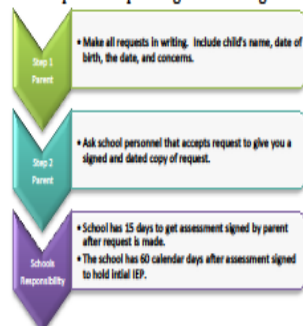 Step 1
Parent
• Make all requests in writing. Include child's name, date of
birth, the date, and concerns.
Step 2
Parent
• Ask school personnel that accepts request to give you a
signed and dated copy of request.
Schools
Responsibility
• School has 15 days to get assessment signed by parent
after request is made.
• The school has 60 calendar days after assessment signed
to hold intial IEP.